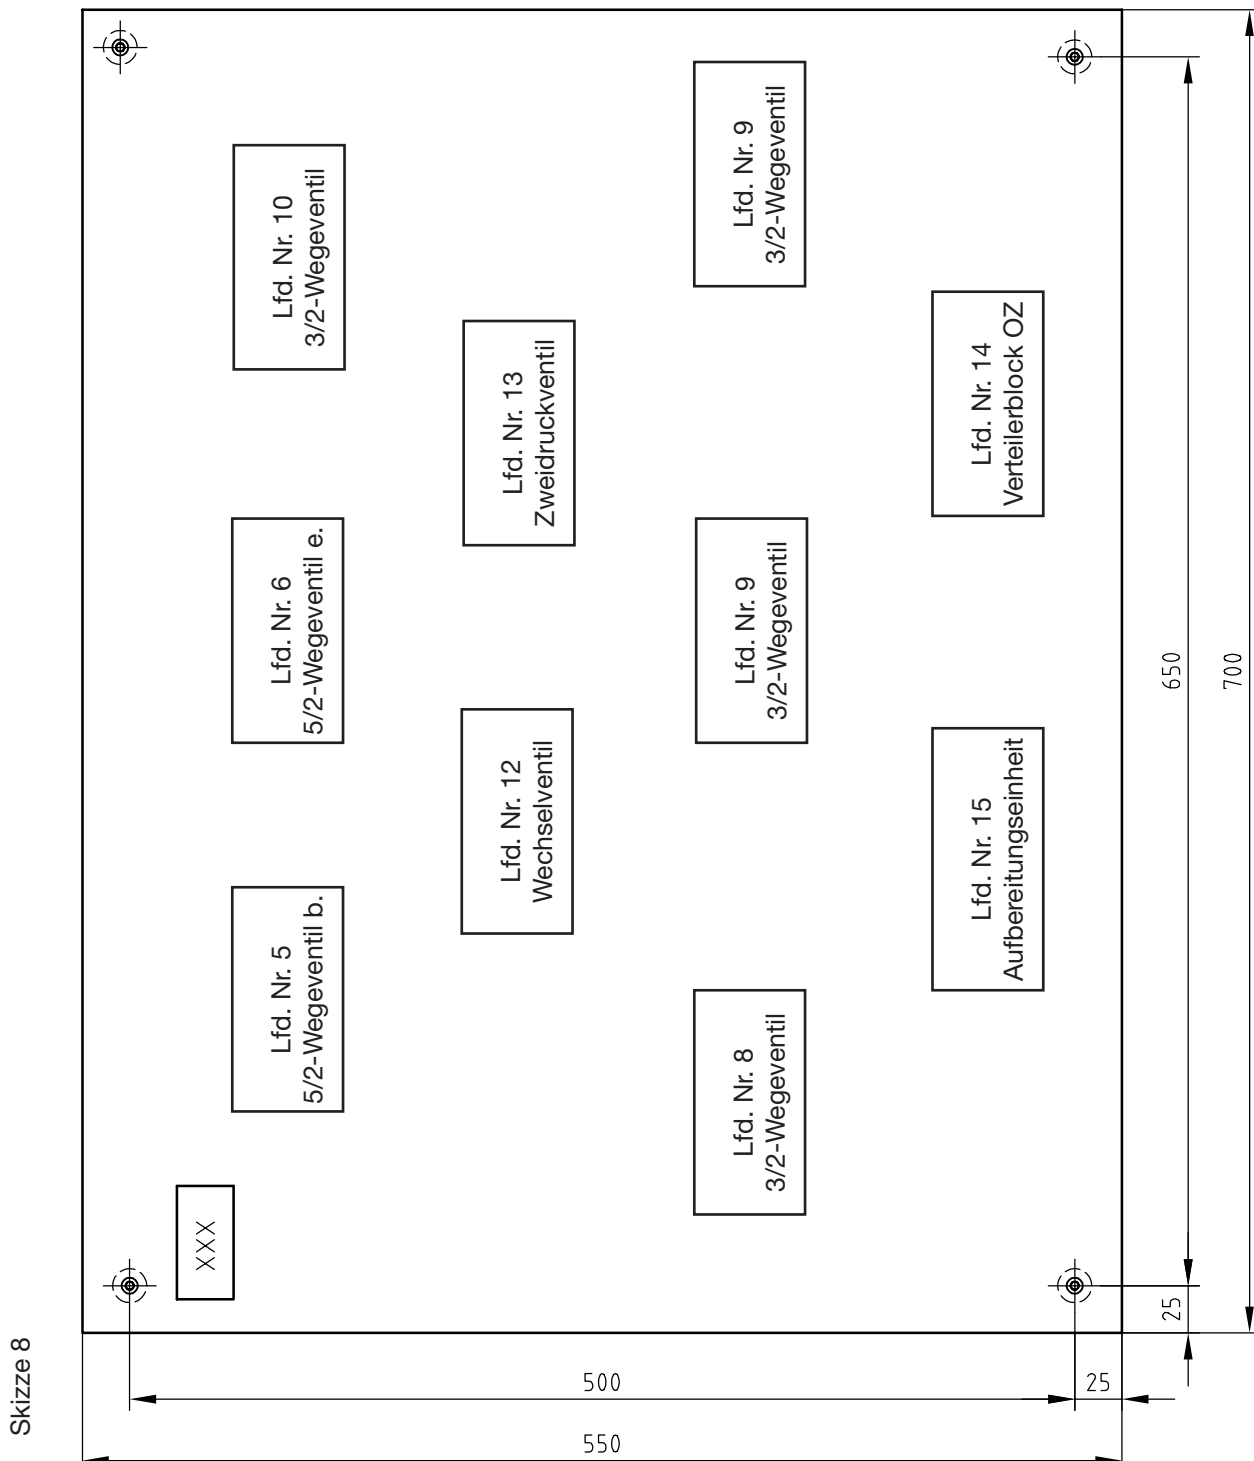 Skizze 8
XXX
Lfd. Nr. 5
5/2-Wegeventil b.
Lfd. Nr. 6
5/2-Wegeventil e.
Lfd. Nr. 10
3/2-Wegeventil
Lfd. Nr. 12
Wechselventil
Lfd. Nr. 13
Zweidruckventil
Lfd. Nr. 8
3/2-Wegeventil
Lfd. Nr. 9
3/2-Wegeventil
Lfd. Nr. 9
3/2-Wegeventil
Lfd. Nr. 15
Aufbereitungseinheit
Lfd. Nr. 14
Verteilerblock OZ
500
25
550
25
650
700